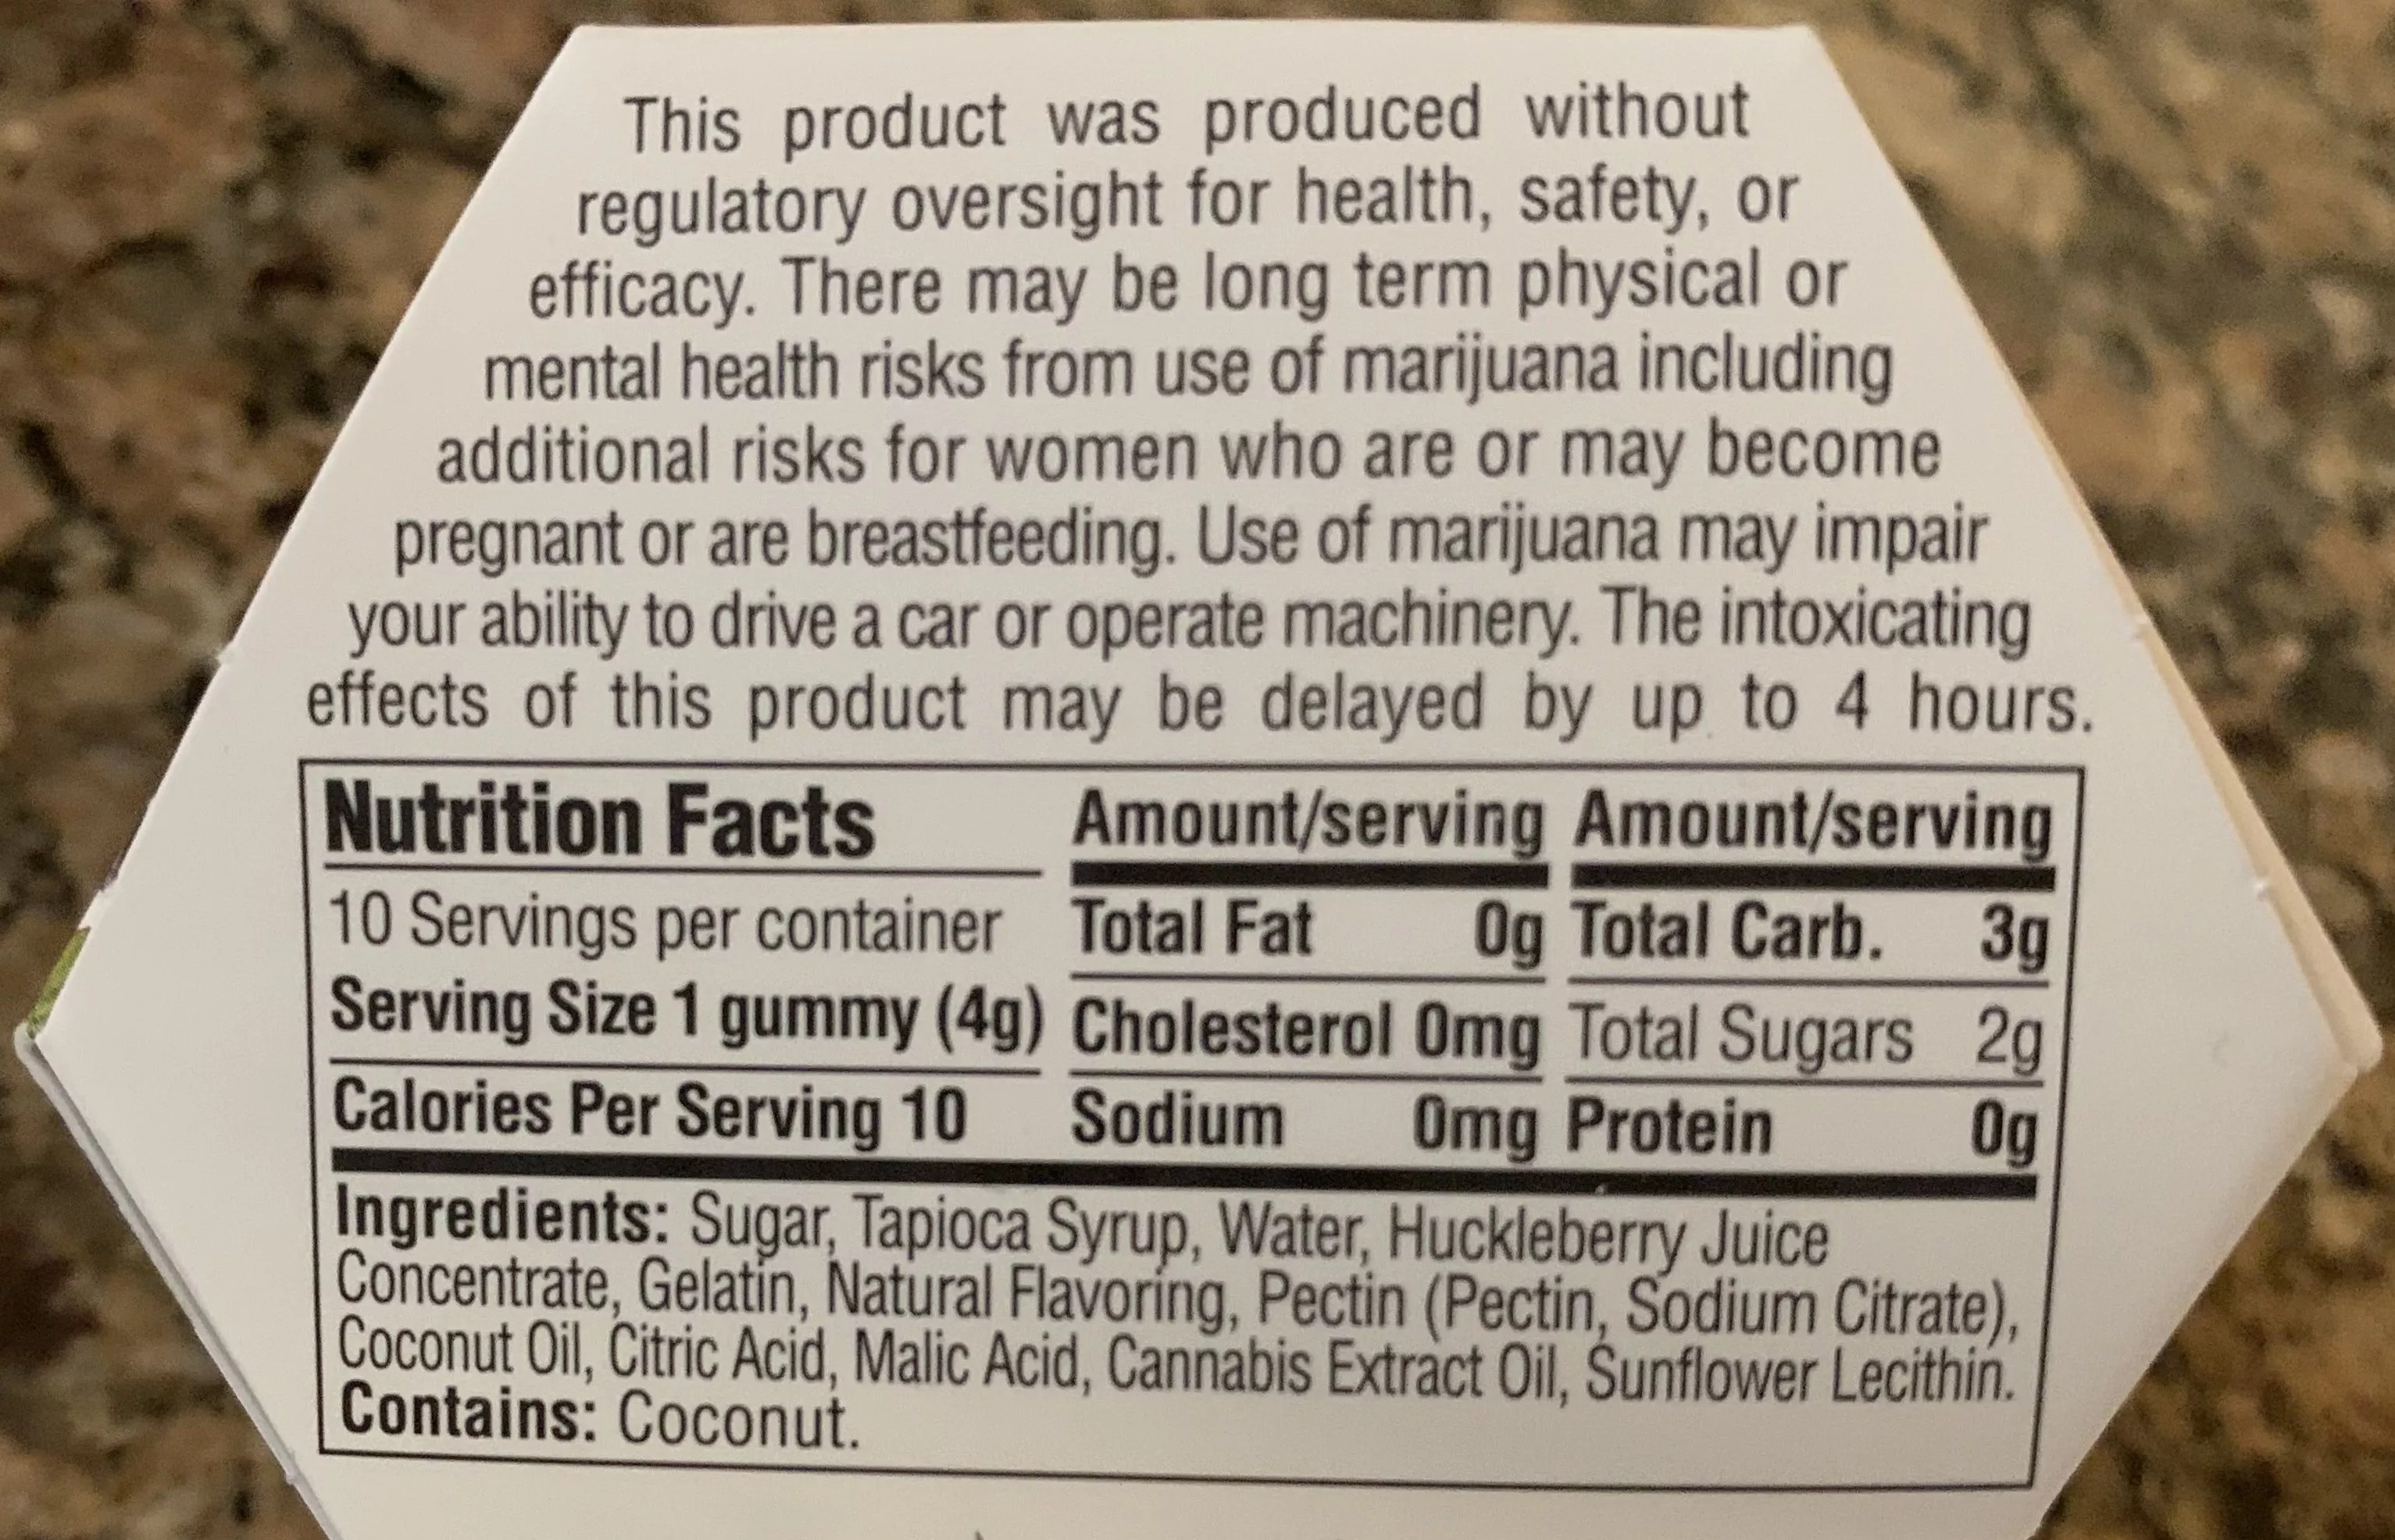 This product was produced without
regulatory oversight for health, safety, or
efficacy. There may be long term physical or
mental health risks from use of marijuana including
additional risks for women who are or may become
pregnant or are breastfeeding. Use of marijuana may impair
your ability to drive a car or operate machinery. The intoxicating
effects of this product may be delayed by up to 4 hours.
Nutrition Facts
10 Servings per container
Serving Size 1 gummy (4g)
Calories Per Serving 10
Amount/serving
Total Fat 0g
Cholesterol 0mg
Sodium 0mg
Amount/serving
Total Carb. 3g
Total Sugars 2g
Protein 0g
Ingredients: Sugar, Tapioca Syrup, Water, Huckleberry Juice
Concentrate, Gelatin, Natural Flavoring, Pectin (Pectin, Sodium Citrate),
Coconut Oil, Citric Acid, Malic Acid, Cannabis Extract Oil, Sunflower Lecithin.
Contains: Coconut.